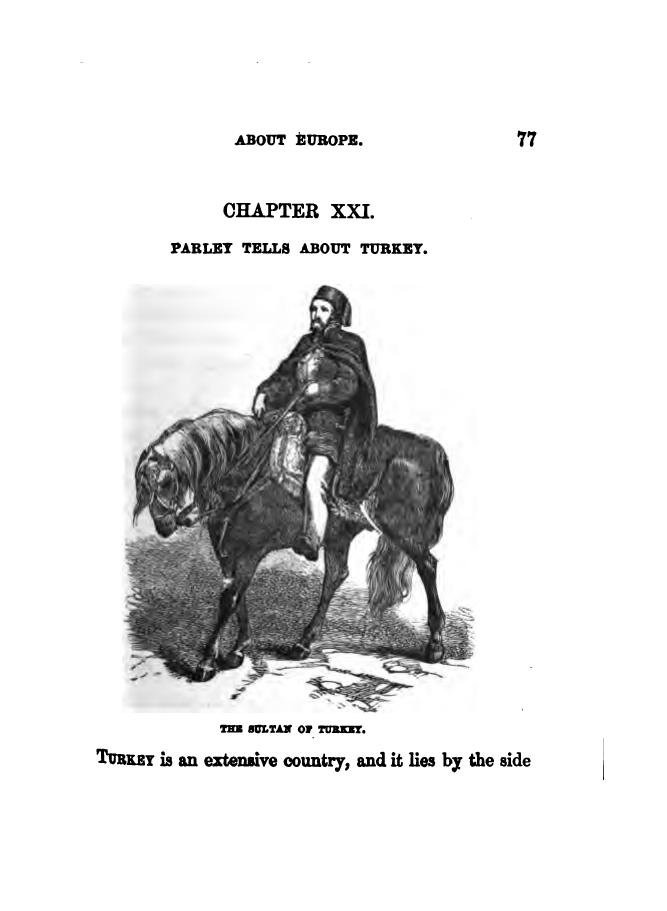 ABOUT EUROPE. 77
CHAPTER XXI.
PARLEY TELLS ABOUT TURKEY.
THE SULTAN OF TURKEY.
TURKEY is an extensive country, and it lies by the side